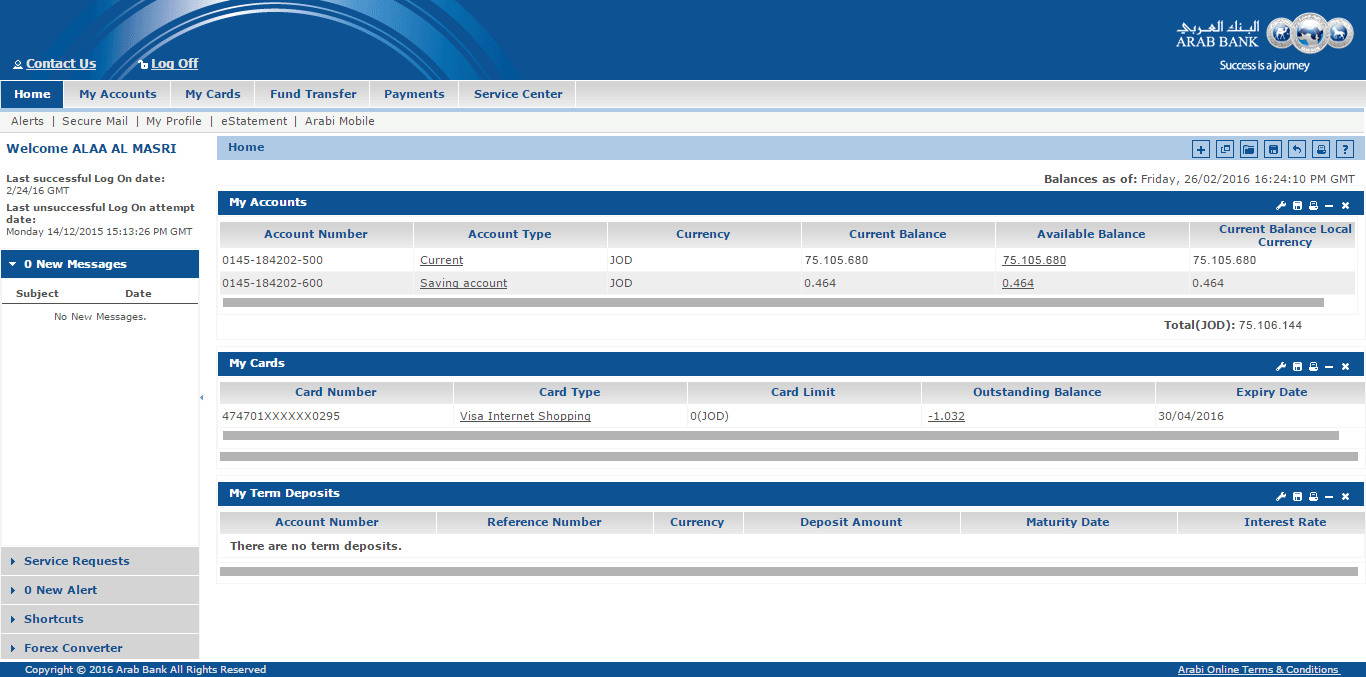 البنك العربي
ARAB BANK
Success is a journey
Contact Us Log Off
Home My Accounts My Cards Fund Transfer Payments Service Center
Alerts | Secure Mail | My Profile | eStatement | Arabi Mobile
Welcome ALAA AL MASRI
Last successful Log On date:
2/24/16 GMT
Last unsuccessful Log On attempt
date:
Monday 14/12/2015 15:13:26 PM GMT
0 New Messages
Subject Date
No New Messages.
Service Requests
0 New Alert
Shortcuts
Forex Converter
Home
Balances as of: Friday, 26/02/2016 16:24:10 PM GMT
My Accounts
Account Number Account Type Currency Current Balance Available Balance Current Balance Local
Currency
0145-184202-500 Current JOD 75.105.680 75.105.680 75.105.680
0145-184202-600 Saving account JOD 0.464 0.464 0.464
Total(JOD): 75.106.144
My Cards
Card Number Card Type Card Limit Outstanding Balance Expiry Date
474701XXXXXX0295 Visa Internet Shopping 0(JOD) -1.032 30/04/2016
My Term Deposits
Account Number Reference Number Currency Deposit Amount Maturity Date Interest Rate
There are no term deposits.
Copyright © 2016 Arab Bank All Rights Reserved Arabi Online Terms & Conditions